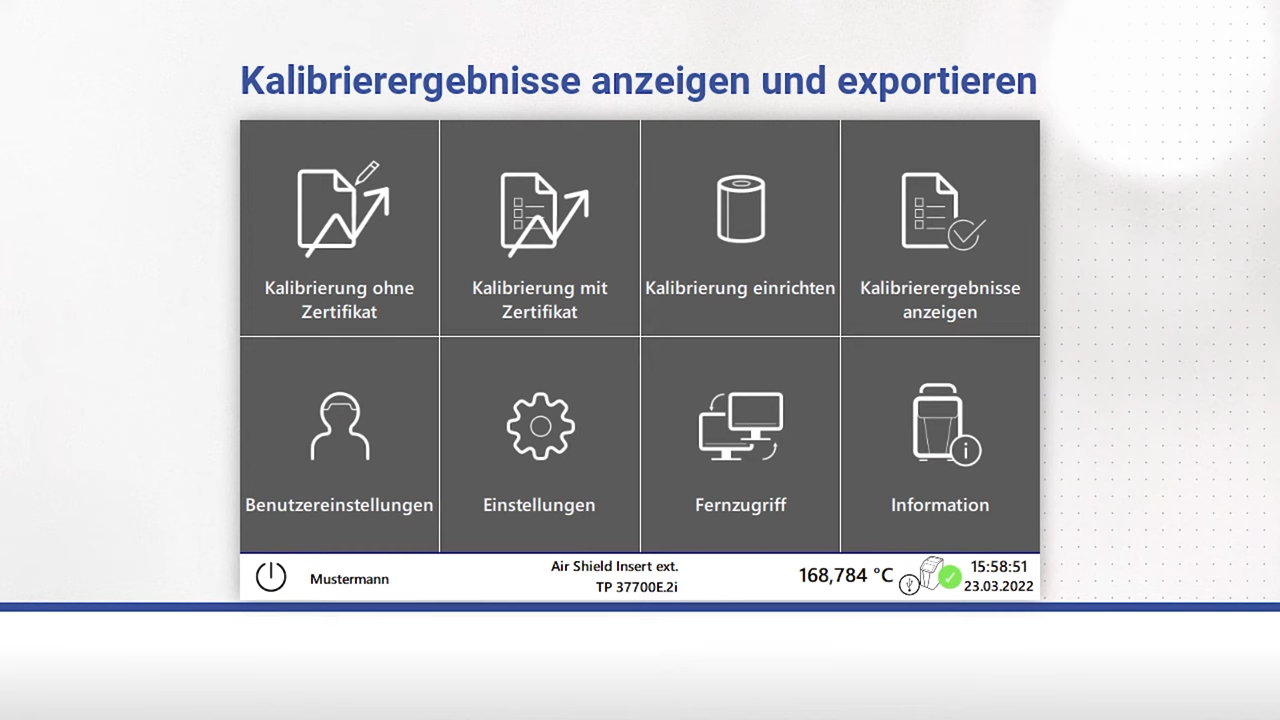 Kalibrierergebnisse anzeigen und exportieren
Kalibrierung ohne
Zertifikat
Kalibrierung mit
Zertifikat
Kalibrierung einrichten
Kalibrierergebnisse
anzeigen
Benutzereinstellungen
Einstellungen
Fernzugriff
Information
Mustermann
Air Shield Insert ext.
TP 37700E.2i
168,784 °C
15:58:51
23.03.2022